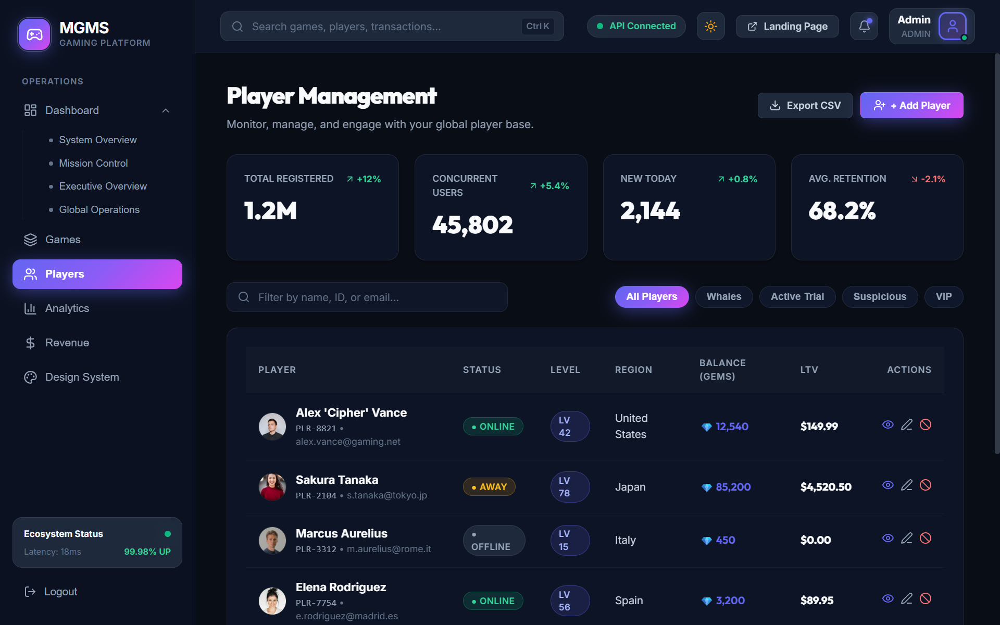 MGMS
GAMING PLATFORM
OPERATIONS
Dashboard
System Overview
Mission Control
Executive Overview
Global Operations
Games
Players
Analytics
Revenue
Design System
Ecosystem Status
Latency: 18ms 99.98% UP
Logout
Search games, players, transactions... Ctrl K
API Connected
Landing Page
Admin
ADMIN
Player Management
Monitor, manage, and engage with your global player base.
Export CSV
+ Add Player
TOTAL REGISTERED +12%
1.2M
CONCURRENT
USERS
+5.4%
45,802
NEW TODAY +0.8%
2,144
AVG. RETENTION -2.1%
68.2%
Filter by name, ID, or email...
All Players Whales Active Trial Suspicious VIP
PLAYER STATUS LEVEL REGION BALANCE (GEMS) LTV ACTIONS
Alex 'Cipher' Vance
PLR-8821 •
alex.vance@gaming.net
● ONLINE
LV
42
United
States
💎 12,540
$149.99
Sakura Tanaka
PLR-2104 • s.tanaka@tokyo.jp
● AWAY
LV
78
Japan
💎 85,200
$4,520.50
Marcus Aurelius
PLR-3312 • m.aurelius@rome.it
●
OFFLINE
LV
15
Italy
💎 450
$0.00
Elena Rodriguez
PLR-7754 •
e.rodriguez@madrid.es
● ONLINE
LV
56
Spain
💎 3,200
$89.95